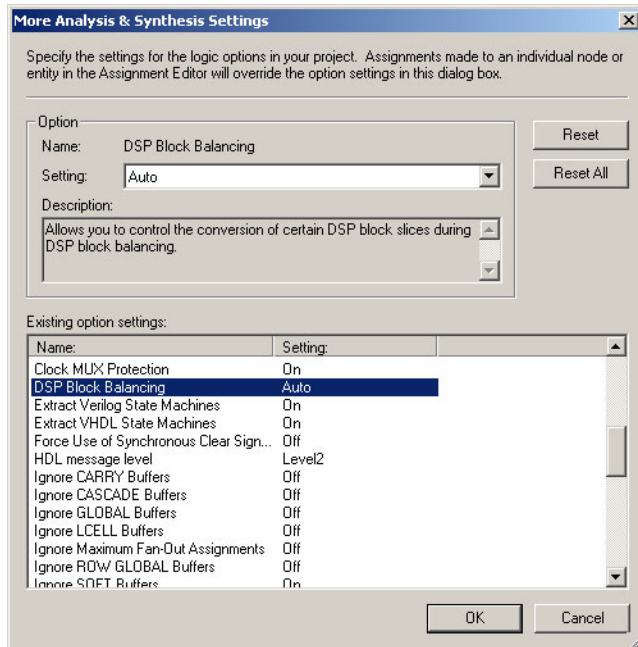 More Analysis & Synthesis Settings
Specify the settings for the logic options in your project. Assignments made to an individual node or
entity in the Assignment Editor will override the option settings in this dialog box.
Option
Name: DSP Block Balancing
Setting: Auto
Description:
Allows you to control the conversion of certain DSP block slices during
DSP block balancing.
Reset
Reset All
Existing option settings:
Name: Setting:
Clock MUX Protection On
DSP Block Balancing Auto
Extract Verilog State Machines On
Extract VHDL State Machines On
Force Use of Synchronous Clear Sign... Off
HDL message level Level2
Ignore CARRY Buffers Off
Ignore CASCADE Buffers Off
Ignore GLOBAL Buffers Off
Ignore LCELL Buffers Off
Ignore Maximum Fan-Out Assignments Off
Ignore ROW GLOBAL Buffers Off
Ignore SOFT Buffers On
OK Cancel